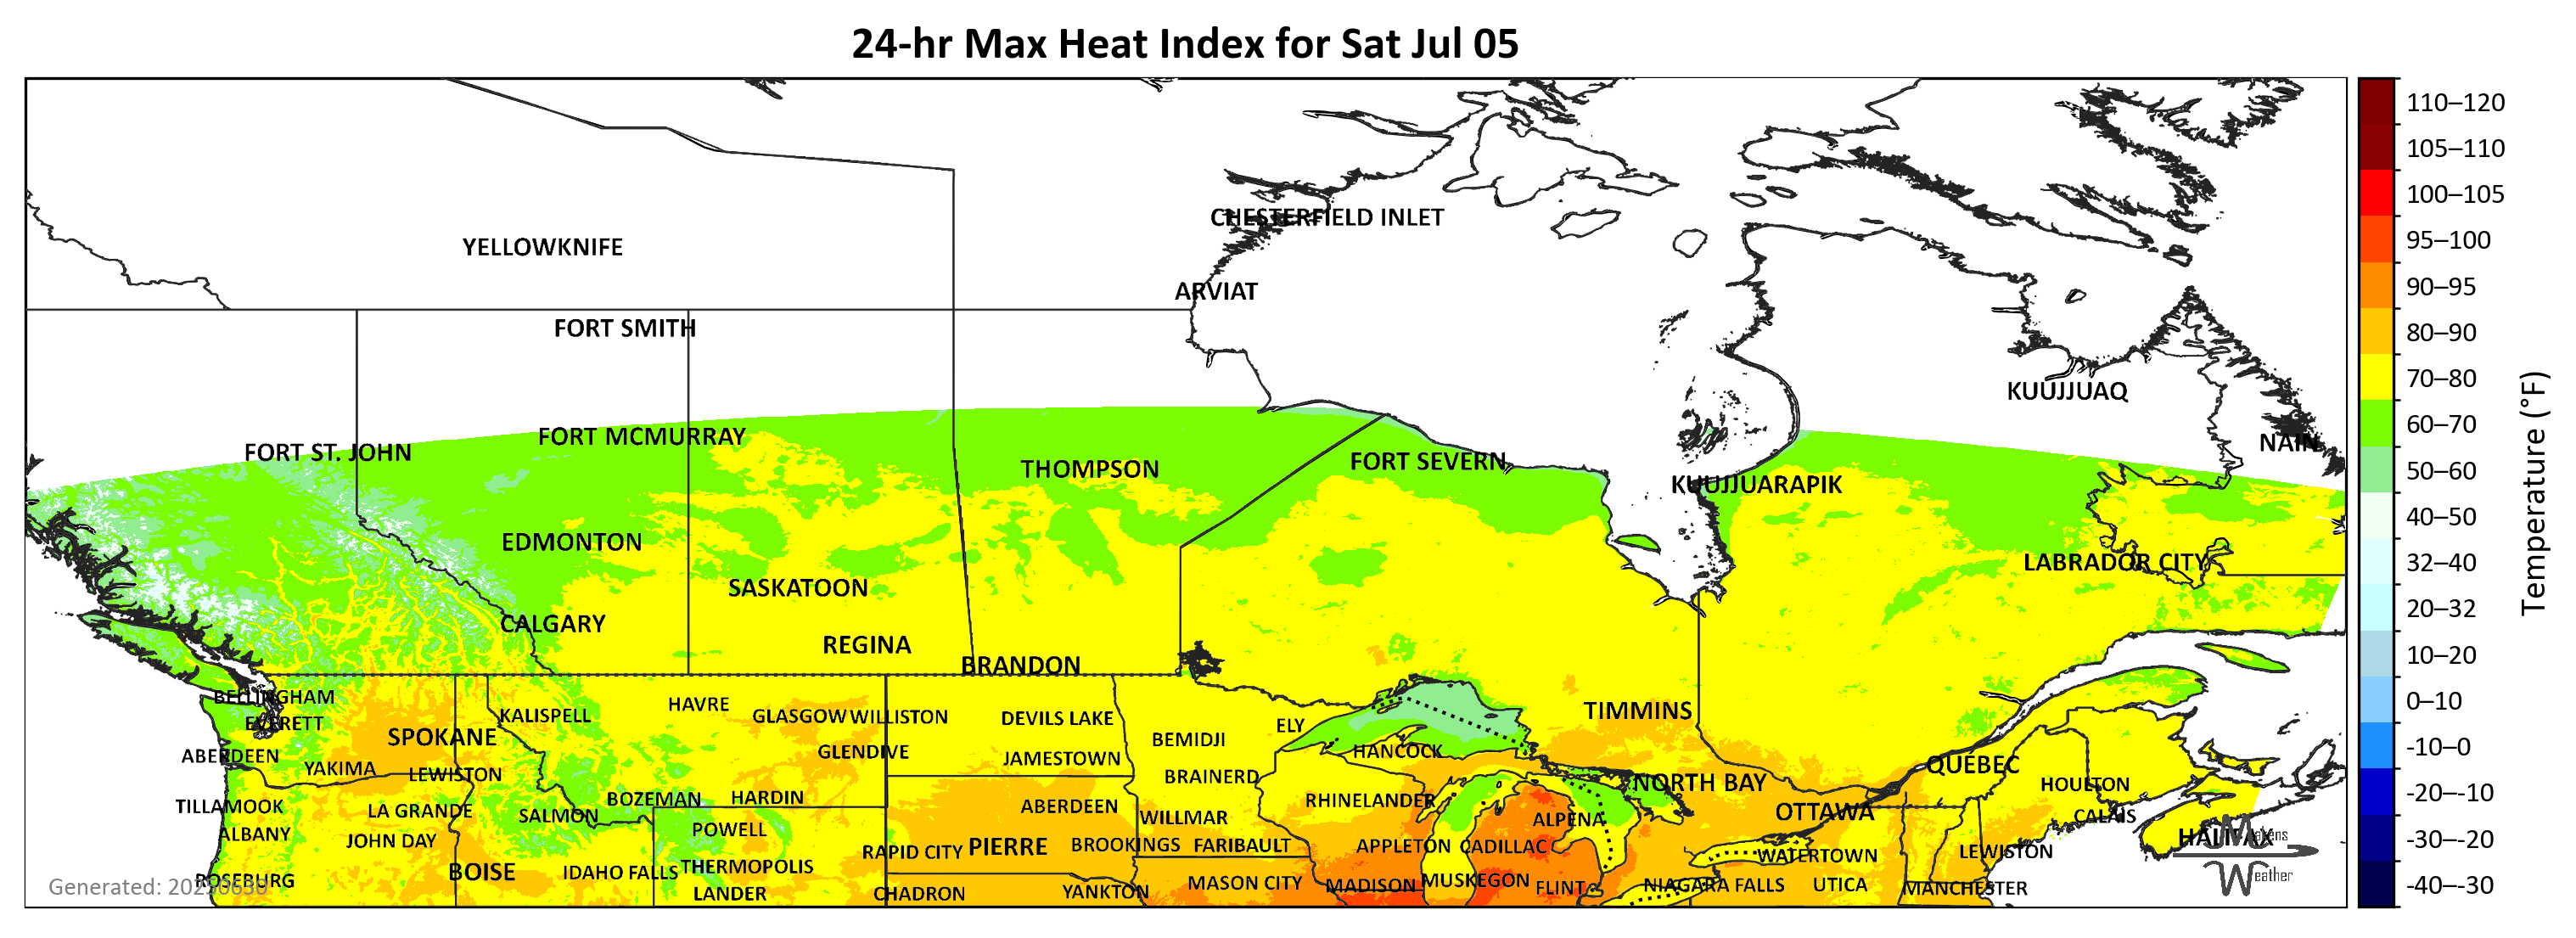 24-hr Max Heat Index for Sat Jul 05
110–120
105–110
CHESTERFIELD INLET
100–105
YELLOWKNIFE
95–100
ARVIAT
90–95
FORT SMITH
80–90
KUUJJUAQ
70–80
FORT MCMURRAY
60–70
NAIN
FORT ST. JOHN
THOMPSON
FORT SEVERN
50–60
KUUJJUARAPIK
40–50
EDMONTON
LABRADOR CITY
32–40
SASKATOON
20–32
CALGARY
REGINA
10–20
BRANDON
Temperature (°F)
BELLINGHAM
HAVRE
0–10
KALISPELL
GLASGOW
WILLISTON
DEVILS LAKE
TIMMINS
EVERETT
ELY
SPOKANE
BEMIDJI
-10–0
ABERDEEN
GLENDIVE
JAMESTOWN
HANCOCK
QUÉBEC
YAKIMA
LEWISTON
BRAINERD
NORTH BAY
HOULTON
-20–-10
TILLAMOOK
LA GRANDE
BOZEMAN
HARDIN
ABERDEEN
RHINELANDER
SALMON
WILLMAR
ALPENA
OTTAWA
CALAIS
ALBANY
JOHN DAY
POWELL
PIERRE
BROOKINGS
FARIBAULT
APPLETON
CADILLAC
HALIFAX
Makens
-30–-20
RAPID CITY
WATERTOWN
LEWISTON
BOISE
IDAHO FALLS
THERMOPOLIS
Weather
ROSEBURG
Generated: 20250630
LANDER
CHADRON
YANKTON
MASON CITY
MADISON
MUSKEGON
FLINT
NIAGARA FALLS
UTICA
MANCHESTER
-40–-30